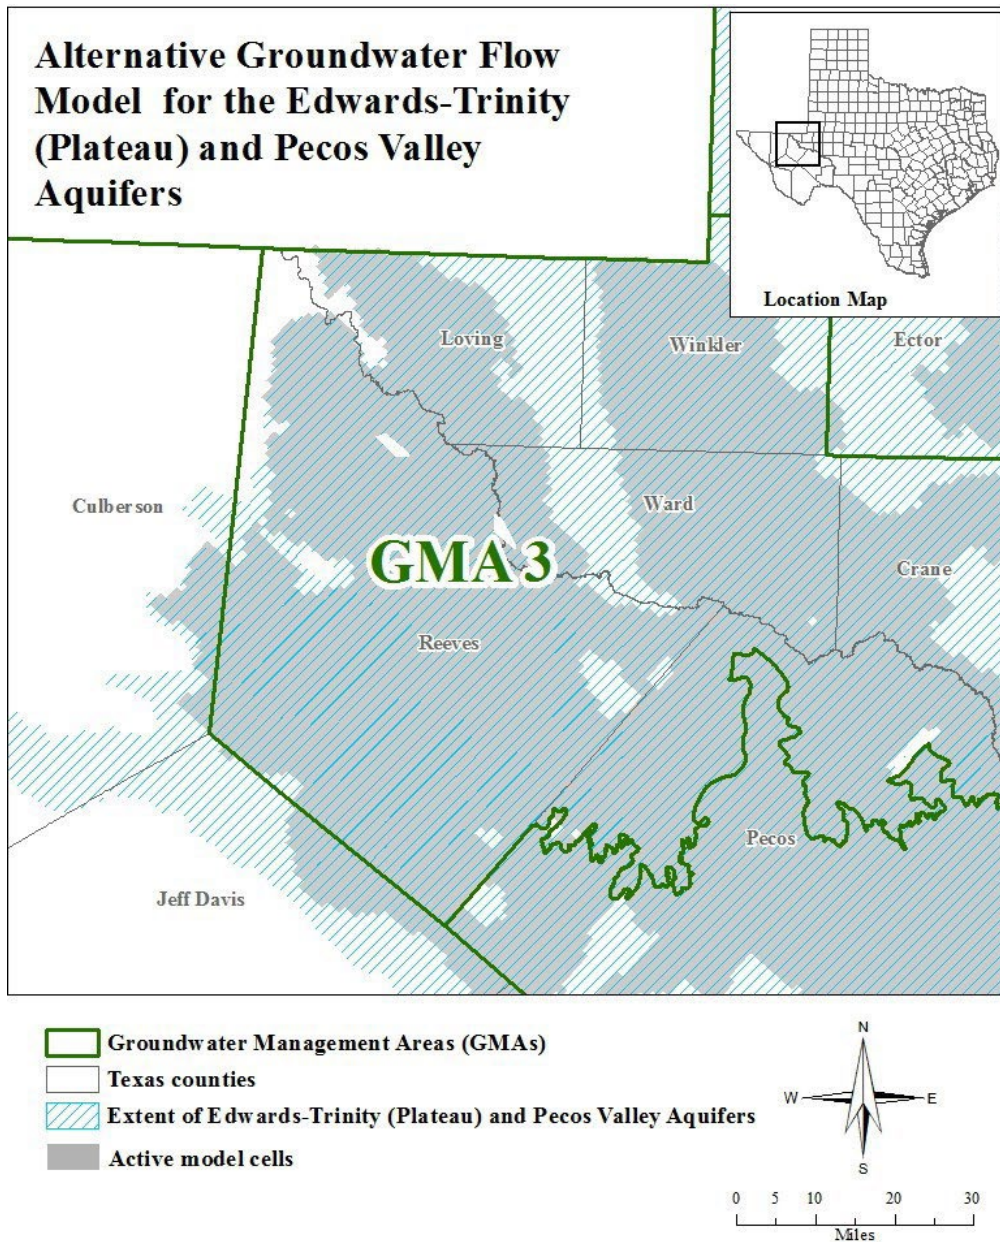 Alternative Groundwater Flow
Model for the Edwards-Trinity
(Plateau) and Pecos Valley
Aquifers
Location Map
Loving
Winkler
Ector
Culberson
Ward
GMA 3
Crane
Reeves
Pecos
Jeff Davis
Groundwater Management Areas (GMAs)
Texas counties
Extent of Edwards-Trinity (Plateau) and Pecos Valley Aquifers
Active model cells
N
W
E
S
0 5 10 20 30
Miles